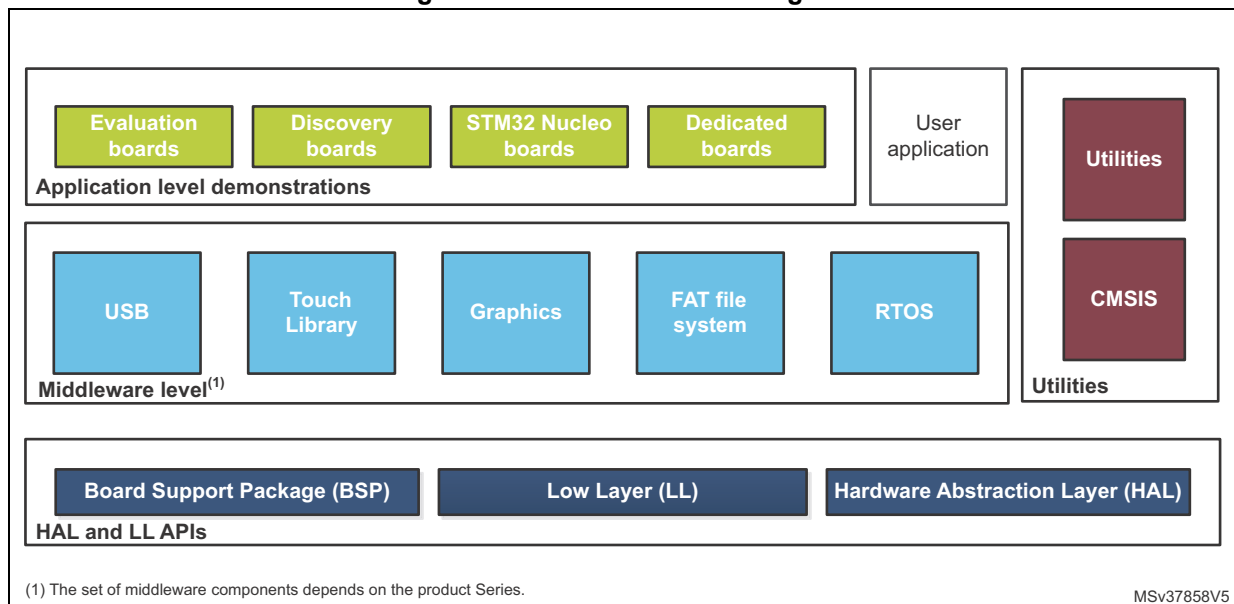 Evaluation
boards
Discovery
boards
STM32 Nucleo
boards
Dedicated
boards
Application level demonstrations
User
application
Utilities
CMSIS
Utilities
USB
Touch
Library
Graphics
FAT file
system
RTOS
Middleware level(1)
Board Support Package (BSP)
Low Layer (LL)
Hardware Abstraction Layer (HAL)
HAL and LL APIs
(1) The set of middleware components depends on the product Series.
MSv37858V5